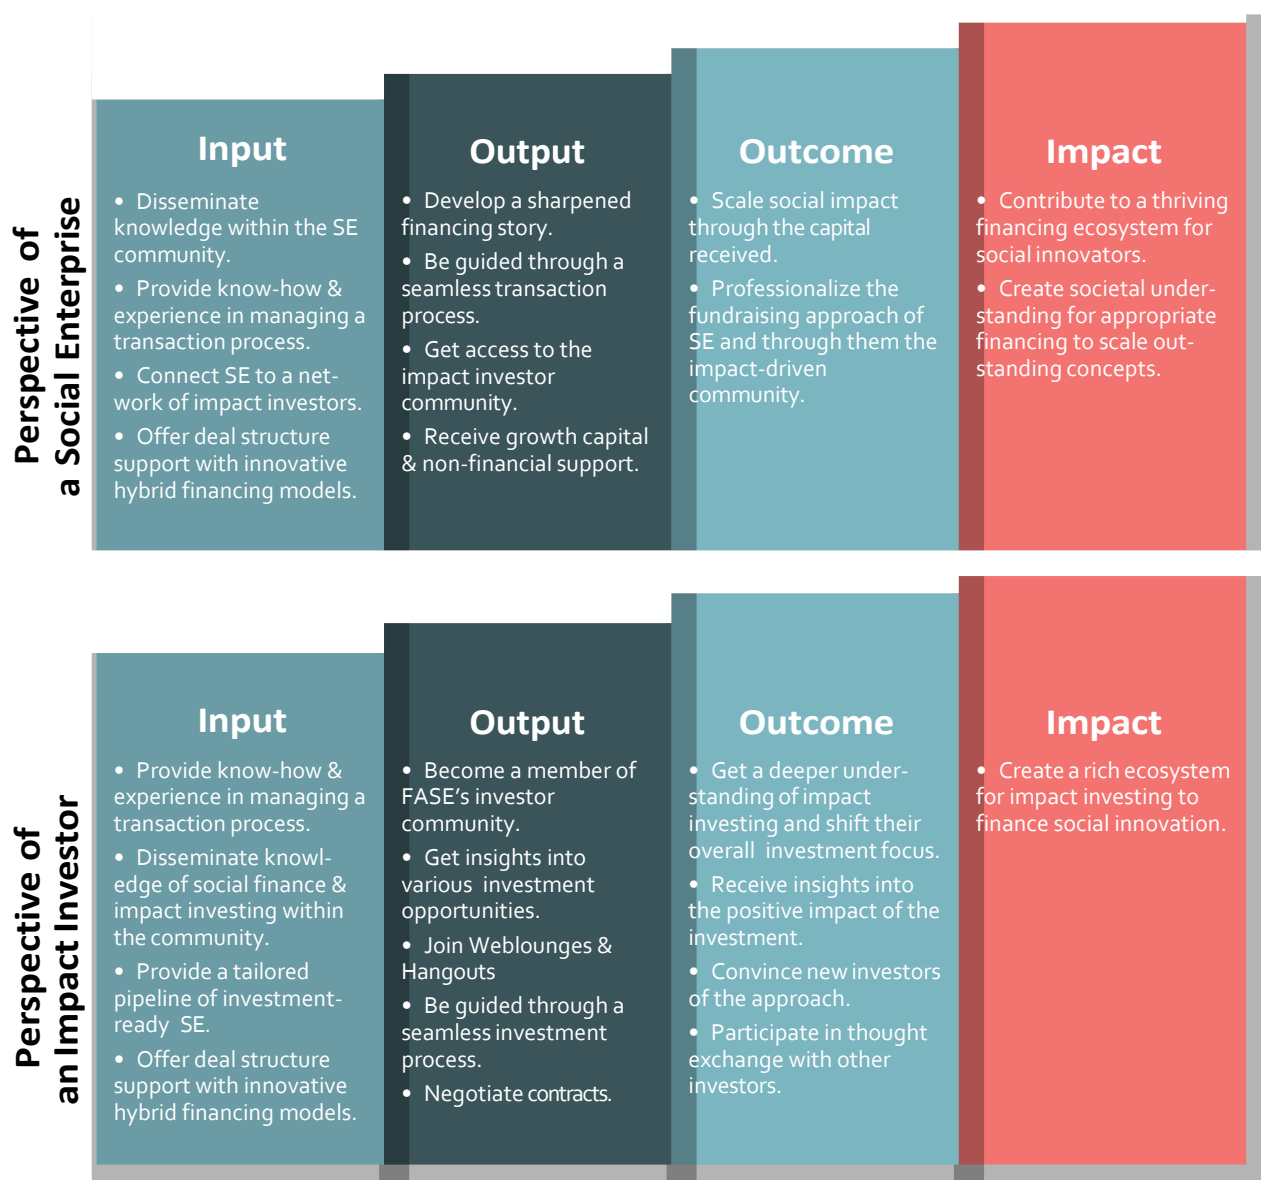 Perspective of
a Social Enterprise
Input
• Disseminate
knowledge within the SE
community.
• Provide know-how &
experience in managing a
transaction process.
• Connect SE to a net-
work of impact investors.
• Offer deal structure
support with innovative
hybrid financing models.
Output
• Develop a sharpened
financing story.
• Be guided through a
seamless transaction
process.
• Get access to the
impact investor
community.
• Receive growth capital
& non-financial support.
Outcome
• Scale social impact
through the capital
received.
• Professionalize the
fundraising approach of
SE and through them the
impact-driven
community.
Impact
• Contribute to a thriving
financing ecosystem for
social innovators.
• Create societal under-
standing for appropriate
financing to scale out-
standing concepts.
Perspective of
an Impact Investor
Input
• Provide know-how &
experience in managing a
transaction process.
• Disseminate knowl-
edge of social finance &
impact investing within
the community.
• Provide a tailored
pipeline of investment-
ready SE.
• Offer deal structure
support with innovative
hybrid financing models.
Output
• Become a member of
FASE's investor
community.
• Get insights into
various investment
opportunities.
• Join Weblounges &
Hangouts
• Be guided through a
seamless investment
process.
• Negotiate contracts.
Outcome
• Get a deeper under-
standing of impact
investing and shift their
overall investment focus.
• Receive insights into
the positive impact of the
investment.
• Convince new investors
of the approach.
• Participate in thought
exchange with other
investors.
Impact
• Create a rich ecosystem
for impact investing to
finance social innovation.